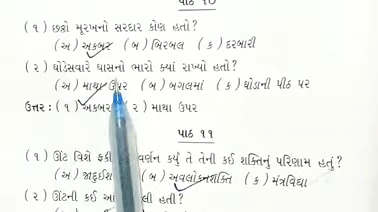 પાઠ ૧૦
(૧) છઠ્ઠો મૂરખનો સરદાર કોણ હતો?
(અ) અકબર (બ) બિરબલ (ક) દરબારી
(૨) ઘોડેસવારે ઘાસનો ભારો ક્યાં રાખ્યો હતો?
(અ) માથા ઉપર (બ) બગલમાં (ક) ઘોડાની પીઠ પર
ઉત્તર : (૧) અકબર ૨) માથા ઉપર
પાઠ ૧૧
(૧) ઊંટ વિશે ફકી વર્ણન કર્યું તે તેની કઈ શક્તિનું પરિણામ હતું?
(અ) જાદુઈશ (બ) અવલોકનશક્તિ (ક) મંત્રવિદ્યા
(૨) ઊંટની કઈ આં લી હતી?